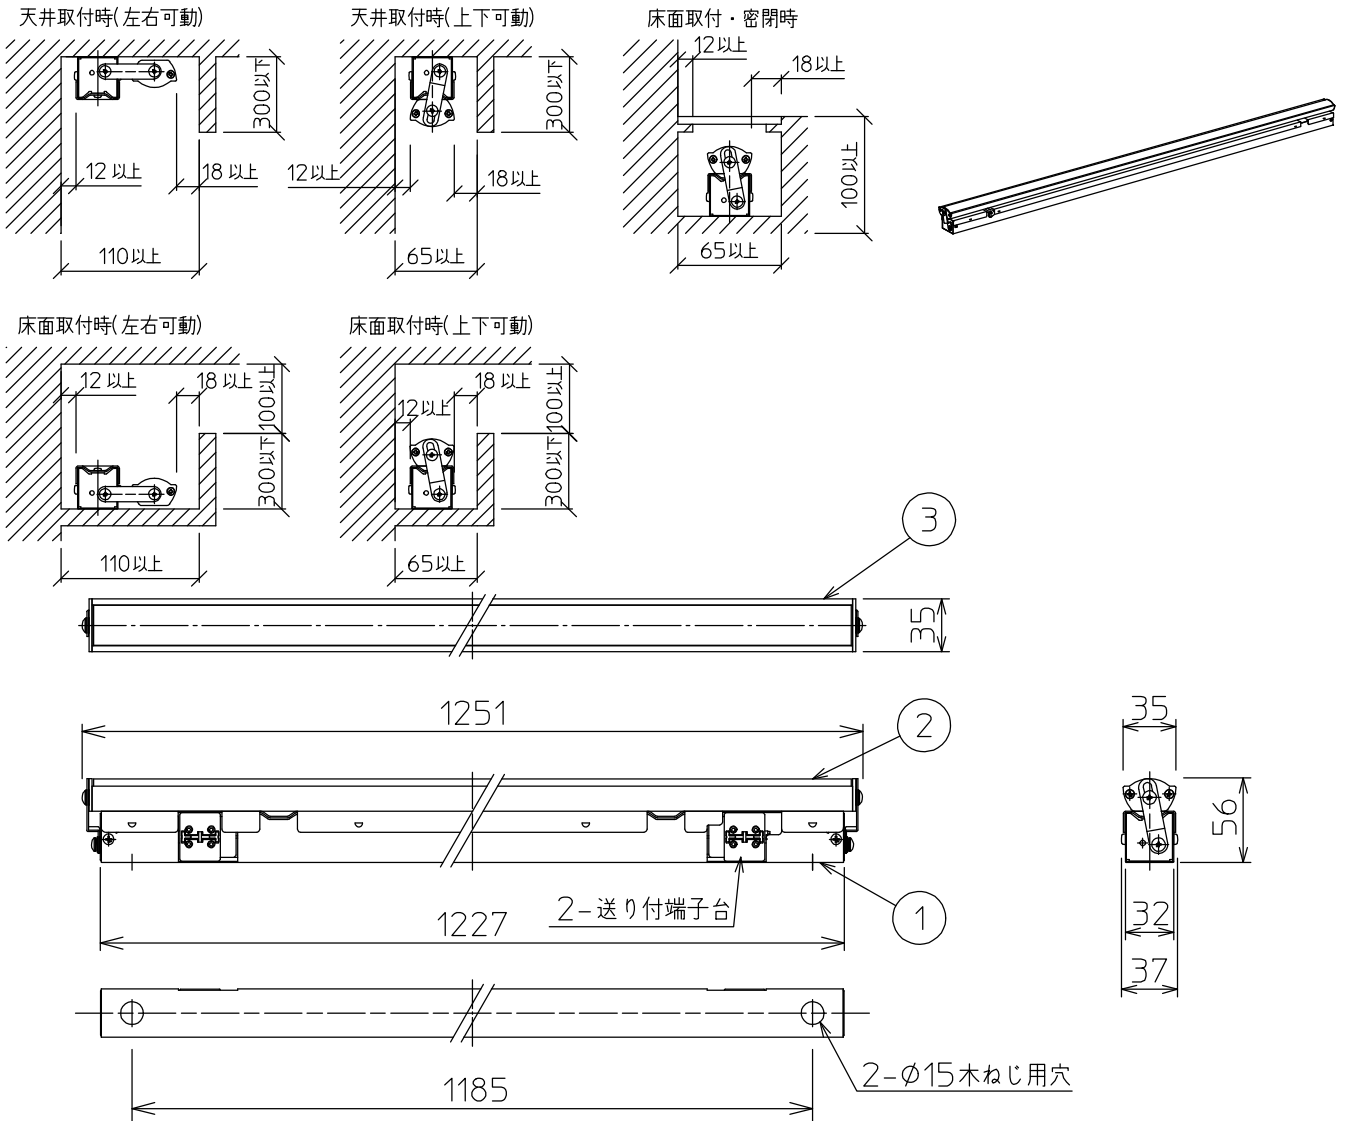 天井取付時(左右可動)
12以上
18以上
110以上
300以下
天井取付時(上下可動)
12以上
18以上
65以上
300以下
床面取付・密閉時
12以上
18以上
65以上
100以上
床面取付時(左右可動)
12以上
18以上
100以上
300以下
110以上
床面取付時(上下可動)
12以上
18以上
100以上
300以下
65以上
3
35
1251
2
1
2-送り付端子台
1227
35
56
32
37
2-φ15木ねじ用穴
1185